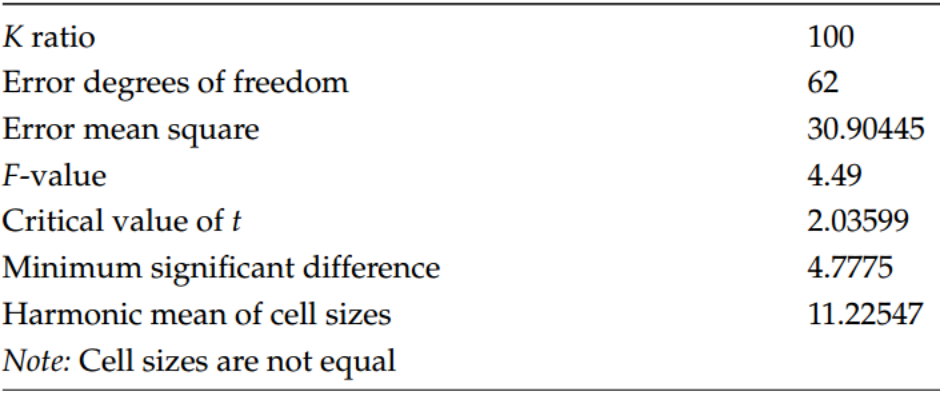 K ratio 100
Error degrees of freedom 62
Error mean square 30.90445
F-value 4.49
Critical value of t 2.03599
Minimum significant difference 4.7775
Harmonic mean of cell sizes 11.22547
Note: Cell sizes are not equal